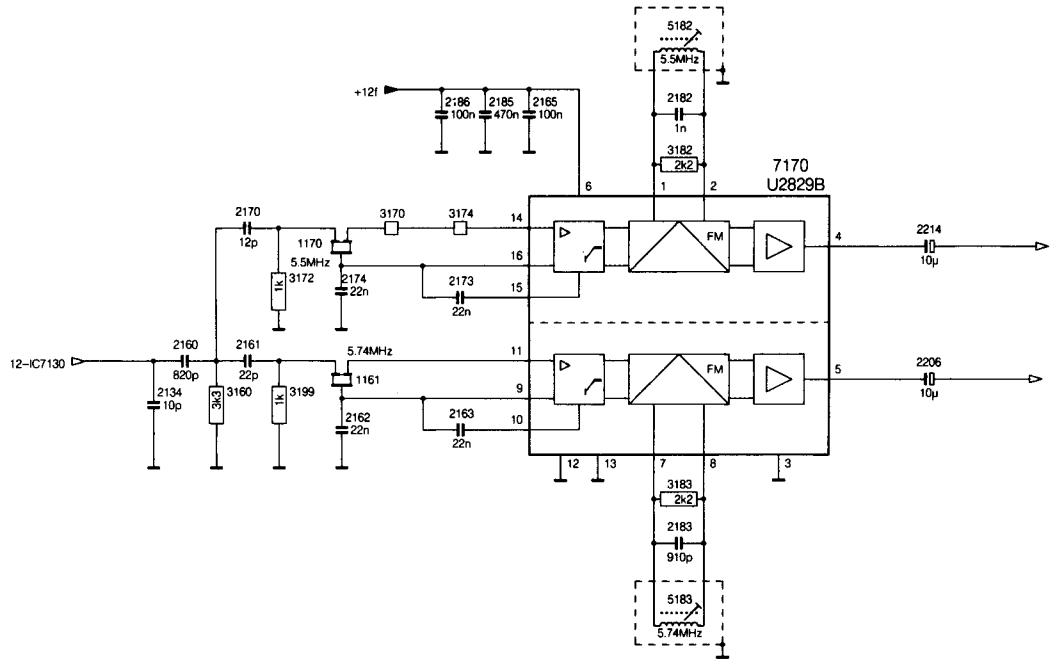 5182
5.5MHz
+12f
2186
100n
2185
470n
2165
100n
2182
1n
3182
2k2
7170
U2829B
6
1
2
2170
12p
1170
5.5MHz
3170
3174
14
FM
4
2214
10µ
3172
1k
2174
22n
16
2173
22n
15
12-IC7130
2160
820p
2161
22p
5.74MHz
1161
11
FM
5
2206
10µ
2134
10p
3k3
3160
1k
3199
9
2162
22n
2163
22n
10
12
13
7
8
3
3183
2k2
2183
910p
5183
5.74MHz